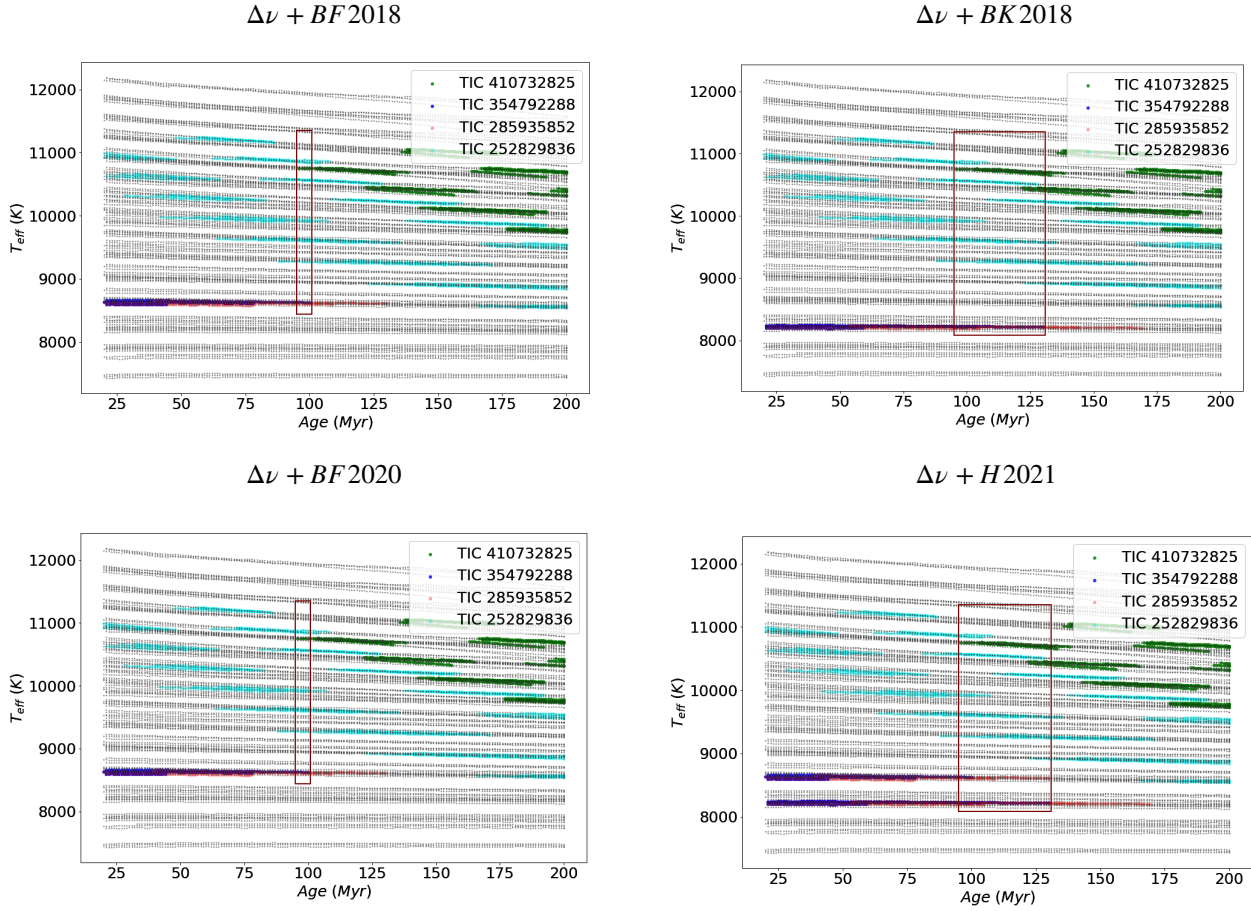 Δν + BF2018
12000
11000
10000
9000
8000
T_eff (K)
25 50 75 100 125 150 175 200
Age (Myr)
TIC 410732825
TIC 354792288
TIC 285935852
TIC 252829836
Δν + BK2018
12000
11000
10000
9000
8000
T_eff (K)
25 50 75 100 125 150 175 200
Age (Myr)
TIC 410732825
TIC 354792288
TIC 285935852
TIC 252829836
Δν + BF2020
12000
11000
10000
9000
8000
T_eff (K)
25 50 75 100 125 150 175 200
Age (Myr)
TIC 410732825
TIC 354792288
TIC 285935852
TIC 252829836
Δν + H2021
12000
11000
10000
9000
8000
T_eff (K)
25 50 75 100 125 150 175 200
Age (Myr)
TIC 410732825
TIC 354792288
TIC 285935852
TIC 252829836